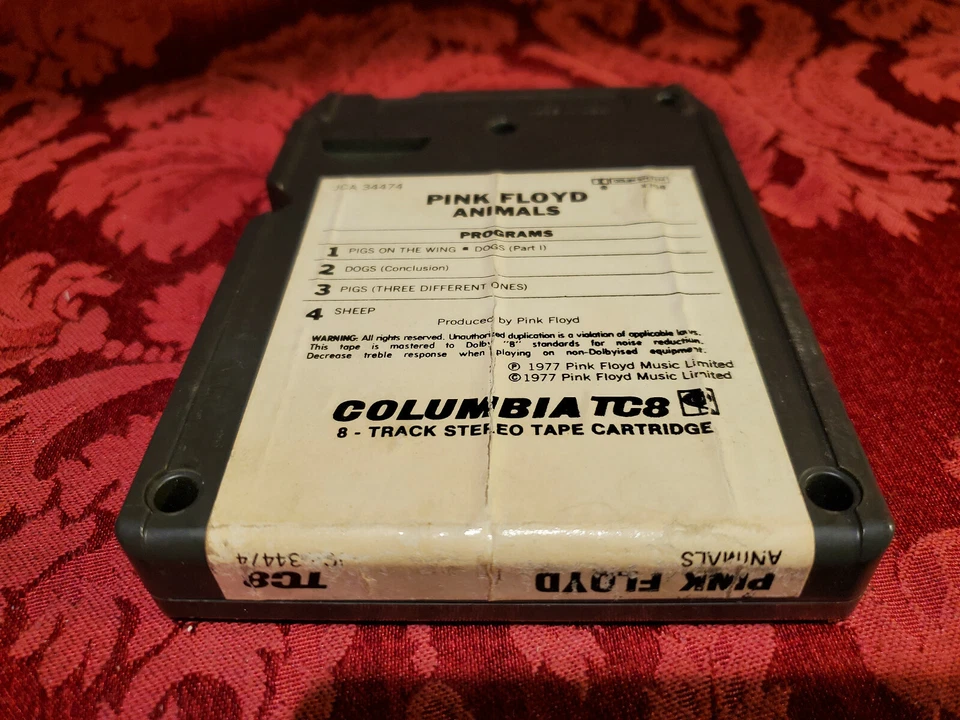 JCA 34474
PINK FLOYD
ANIMALS
PROGRAMS
1 PIGS ON THE WING • DOGS (Part I)
2 DOGS (Conclusion)
3 PIGS (THREE DIFFERENT ONES)
4 SHEEP
Produced by Pink Floyd
WARNING: All rights reserved. Unauthorized duplication is a violation of applicable laws.
This tape is mastered to Dolby "B" standards for noise reduction.
Decrease treble response when playing on non-Dolbyised equipment.
℗ 1977 Pink Floyd Music Limited
© 1977 Pink Floyd Music Limited
COLUMBIA TC8
8 - TRACK STEREO TAPE CARTRIDGE
ANIMALS 34474
PINK FLOYD TC8